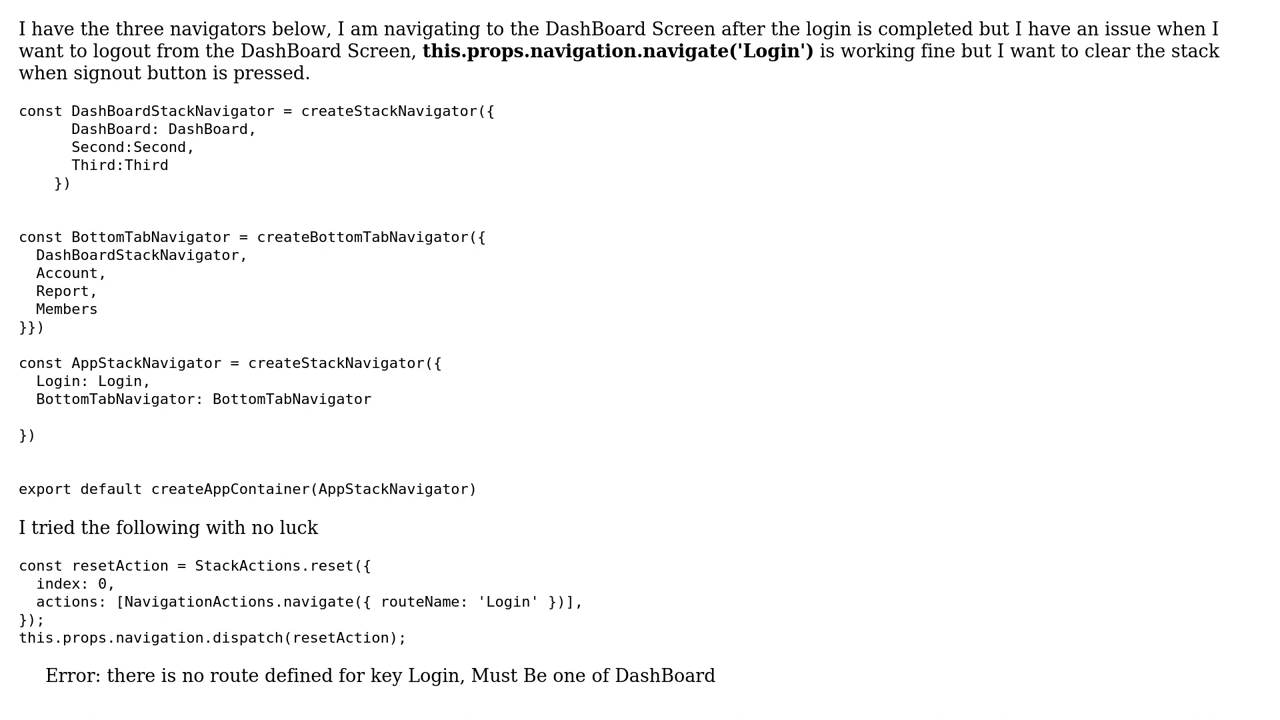 I have the three navigators below, I am navigating to the DashBoard Screen after the login is completed but I have an issue when I
want to logout from the DashBoard Screen, this.props.navigation.navigate('Login') is working fine but I want to clear the stack
when signout button is pressed.
const DashBoardStackNavigator = createStackNavigator({
      DashBoard: DashBoard,
      Second:Second,
      Third:Third
    })
const BottomTabNavigator = createBottomTabNavigator({
  DashBoardStackNavigator,
  Account,
  Report,
  Members
}})
const AppStackNavigator = createStackNavigator({
  Login: Login,
  BottomTabNavigator: BottomTabNavigator
})
export default createAppContainer(AppStackNavigator)
I tried the following with no luck
const resetAction = StackActions.reset({
  index: 0,
  actions: [NavigationActions.navigate({ routeName: 'Login' })],
});
this.props.navigation.dispatch(resetAction);
Error: there is no route defined for key Login, Must Be one of DashBoard